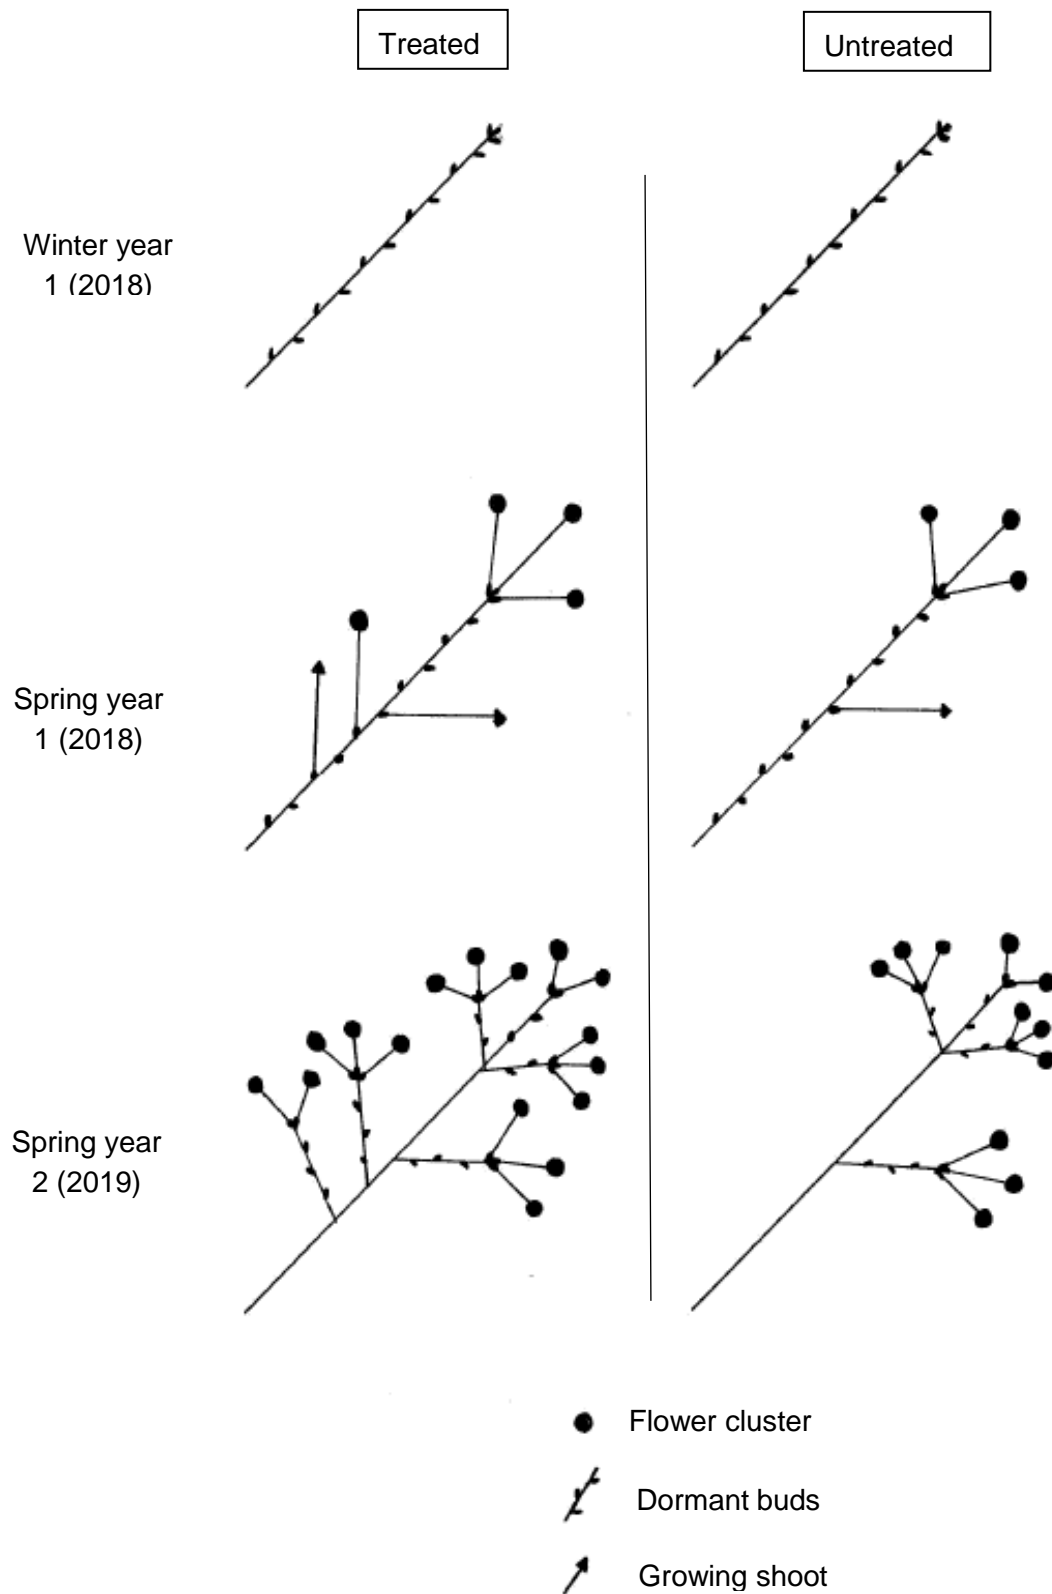 Treated
Untreated
Winter year
1 (2018)
Spring year
1 (2018)
Spring year
2 (2019)
Flower cluster
Dormant buds
Growing shoot